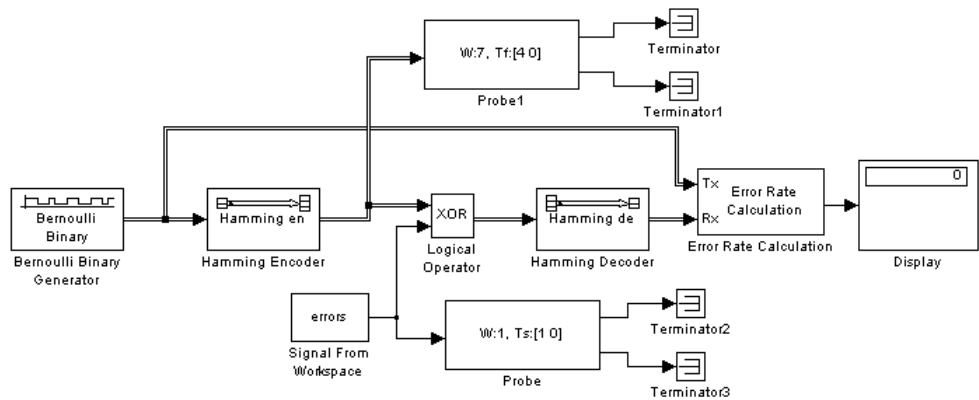 W:7, Tf:[4 0]
Probe1
Terminator
Terminator1
Bernoulli
Binary
Bernoulli Binary
Generator
Hamming en
Hamming Encoder
XOR
Logical
Operator
Hamming de
Hamming Decoder
Tx
Rx
Error Rate
Calculation
Error Rate Calculation
0
Display
errors
Signal From
Workspace
W:1, Ts:[1 0]
Probe
Terminator2
Terminator3